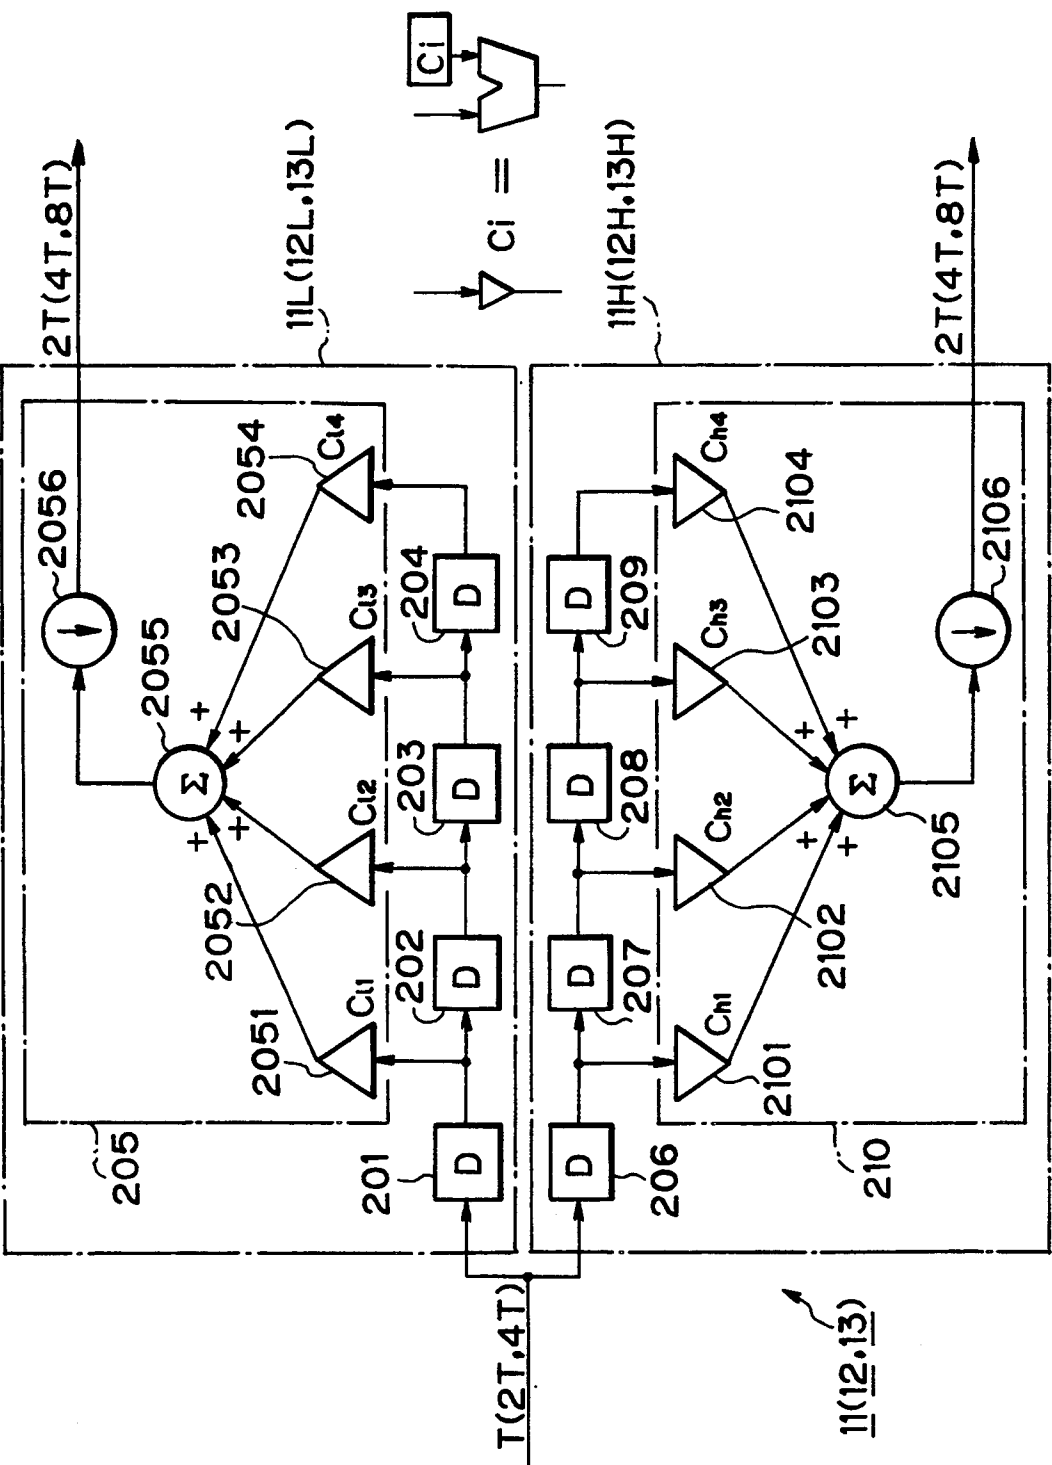 2T(4T,8T)
2056
205
2055
+
+
+
+
Σ
2051
2052
2053
2054
Cl1
Cl2
Cl3
Cl4
11L(12L,13L)
201
202
203
204
D
D
D
D
T(2T,4T)
Ci
=
Ci
D
D
D
D
206
207
208
209
11H(12H,13H)
Ch1
Ch2
Ch3
Ch4
2101
2102
2103
2104
+
+
+
+
Σ
2105
210
2106
2T(4T,8T)
11(12,13)